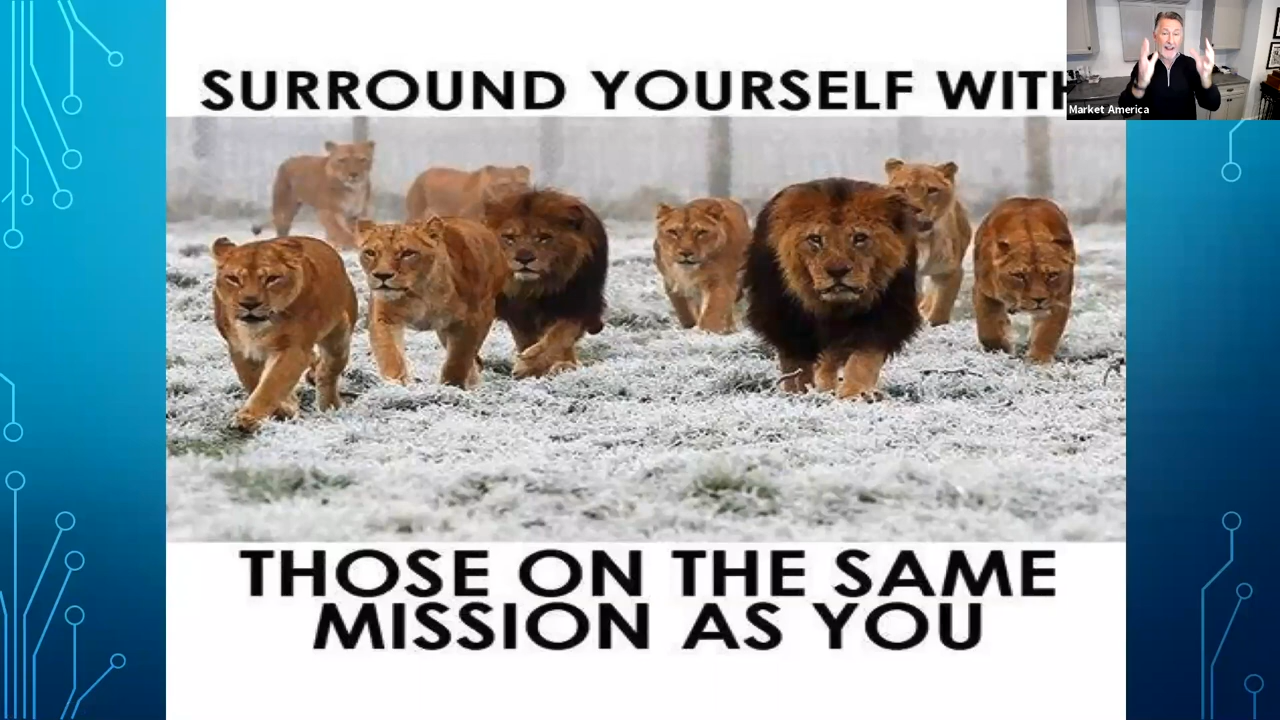 SURROUND YOURSELF WITH
Market America
THOSE ON THE SAME
MISSION AS YOU